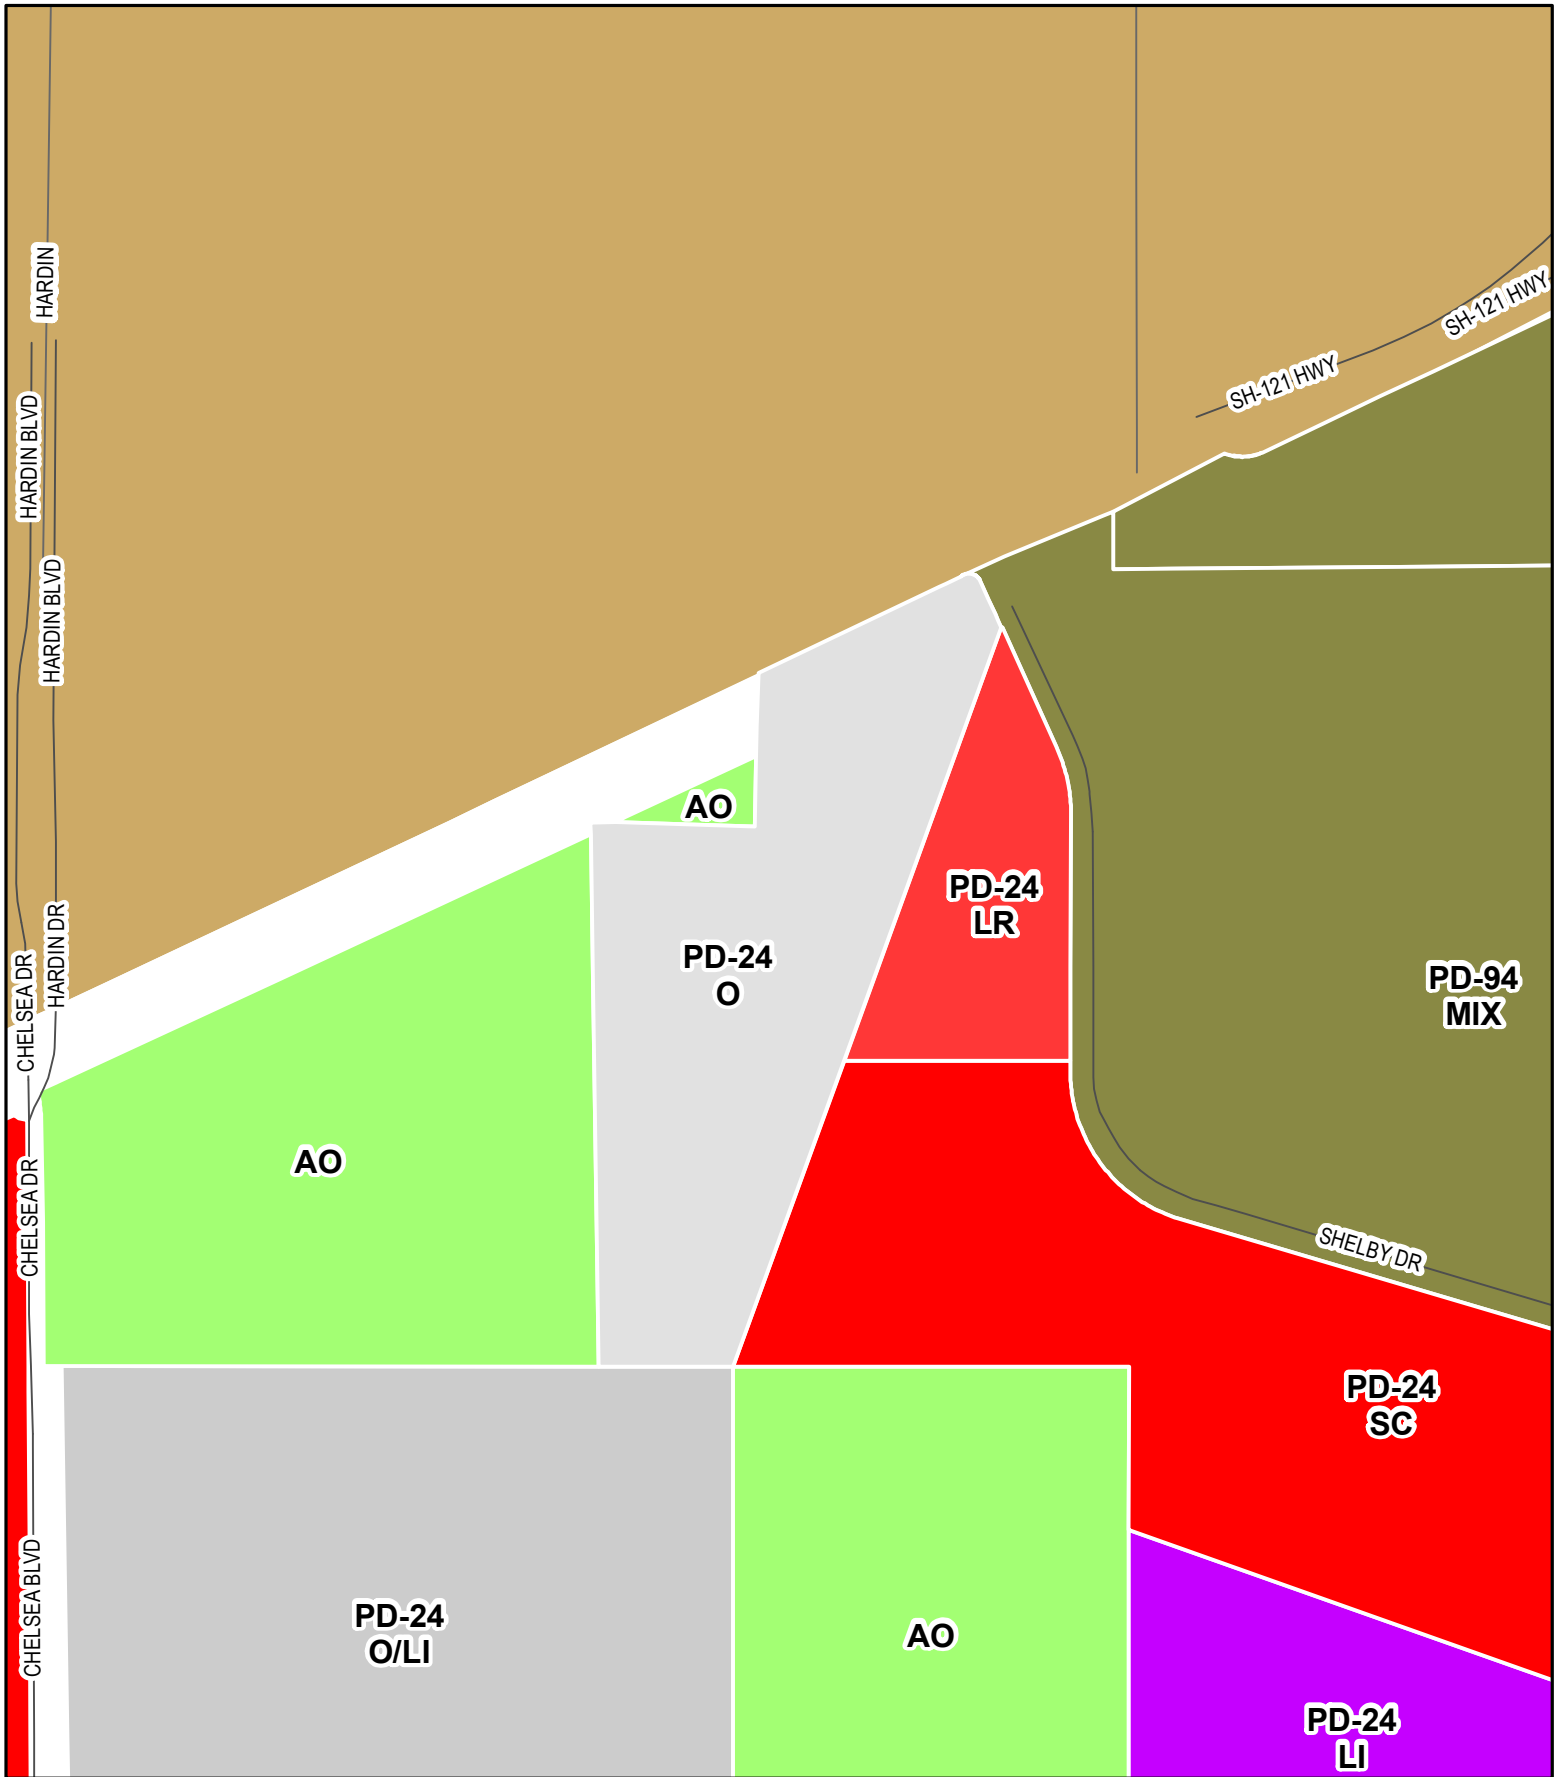 HARDIN
SH-121 HWY
SH-121 HWY
HARDIN BLVD
HARDIN BLVD
AO
PD-24
LR
HARDIN DR
CHELSEA DR
PD-24
O
PD-94
MIX
AO
CHELSEA DR
SHELBY DR
PD-24
SC
CHELSEA BLVD
PD-24
O/LI
AO
PD-24
LI